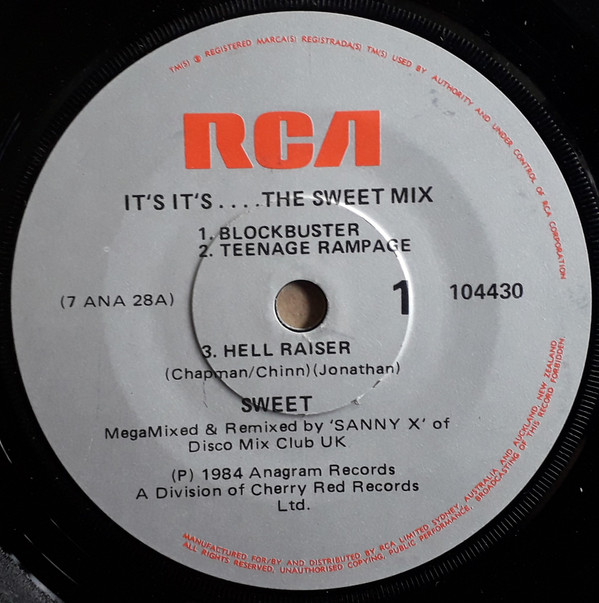 TM(S) ® REGISTERED MARCA(S) REGISTRADA(S) TM(S) USED BY AUTHORITY AND UNDER CONTROL OF RCA CORPORATION
RCA
IT'S IT'S . . . . THE SWEET MIX
1. BLOCKBUSTER
2. TEENAGE RAMPAGE
(7 ANA 28A)
1
104430
3. HELL RAISER
(Chapman/Chinn)(Jonathan)
SWEET
MegaMixed & Remixed by 'SANNY X' of
Disco Mix Club UK
(P) 1984 Anagram Records
A Division of Cherry Red Records
Ltd.
MANUFACTURED FOR/BY AND DISTRIBUTED BY RCA LIMITED SYDNEY, AUSTRALIA AND AUCKLAND, NEW ZEALAND
ALL RIGHTS RESERVED, UNAUTHORISED COPYING, PUBLIC PERFORMANCE, BROADCASTING OF THIS RECORD FORBIDDEN